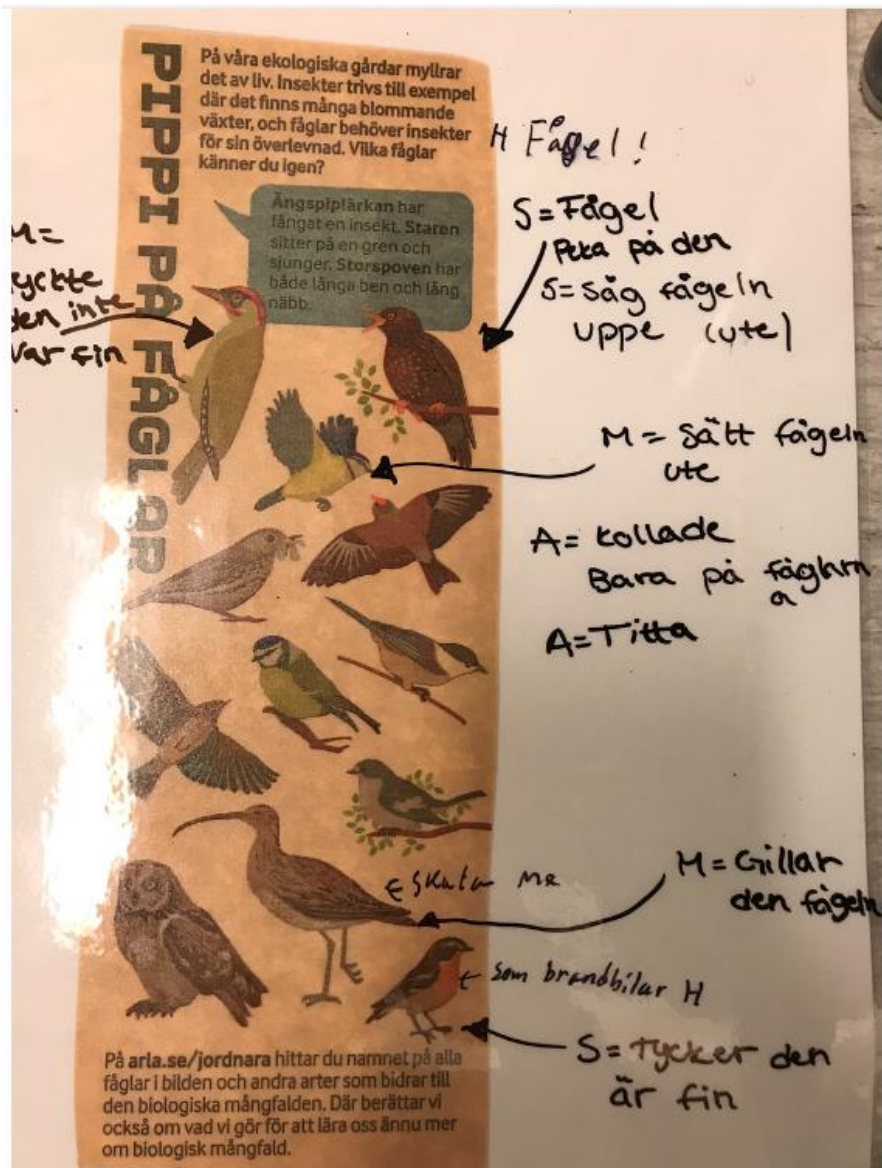 PIPPI PÅ FÅGLAR
På våra ekologiska gårdar myllrar
det av liv. Insekter trivs till exempel
där det finns många blommande
växter, och fåglar behöver insekter
för sin överlevnad. Vilka fåglar
känner du igen?
H Fågel!
Ängspiplärkan har
fångat en insekt. Staren
sitter på en gren och
sjunger. Storspoven har
både långa ben och lång
näbb.
S=Fågel
Peka på den
S=Såg fågeln
uppe (ute)
M=
tyckte
den inte
var fin
M= Sätt fågeln
ute
A= kollade
Bara på fåglarn
a
A=Titta
M= Gillar
den fågeln
som brandbilar H
S= Tycker den
är fin
På arla.se/jordnara hittar du namnet på alla
fåglar i bilden och andra arter som bidrar till
den biologiska mångfalden. Där berättar vi
också om vad vi gör för att lära oss ännu mer
om biologisk mångfald.